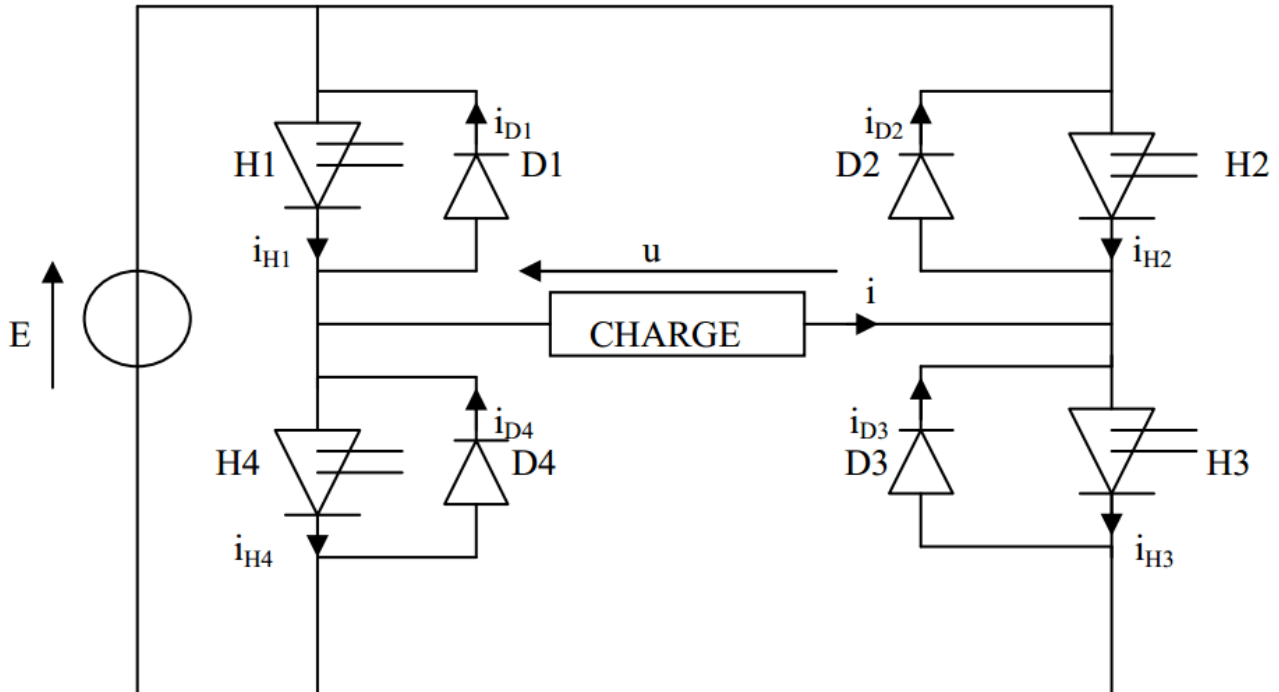 iD1
iD2
H1
D1
D2
H2
iH1
u
iH2
i
E
CHARGE
iD4
iD3
H4
D4
D3
H3
iH4
iH3